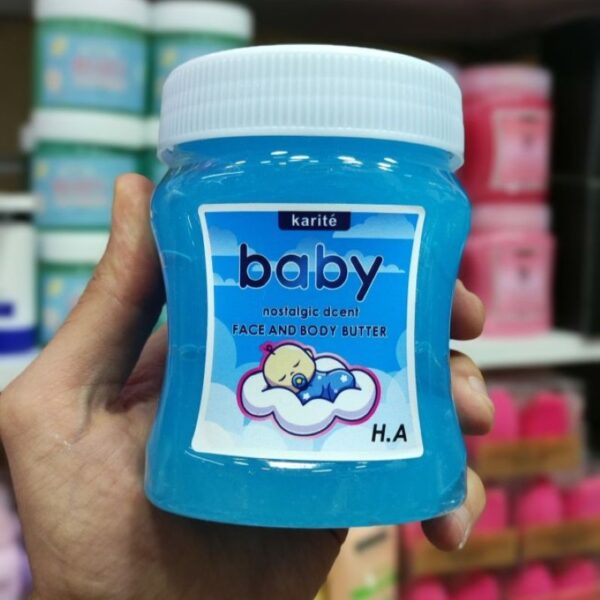 karité
baby
nostalgic dcent
FACE AND BODY BUTTER
H.A